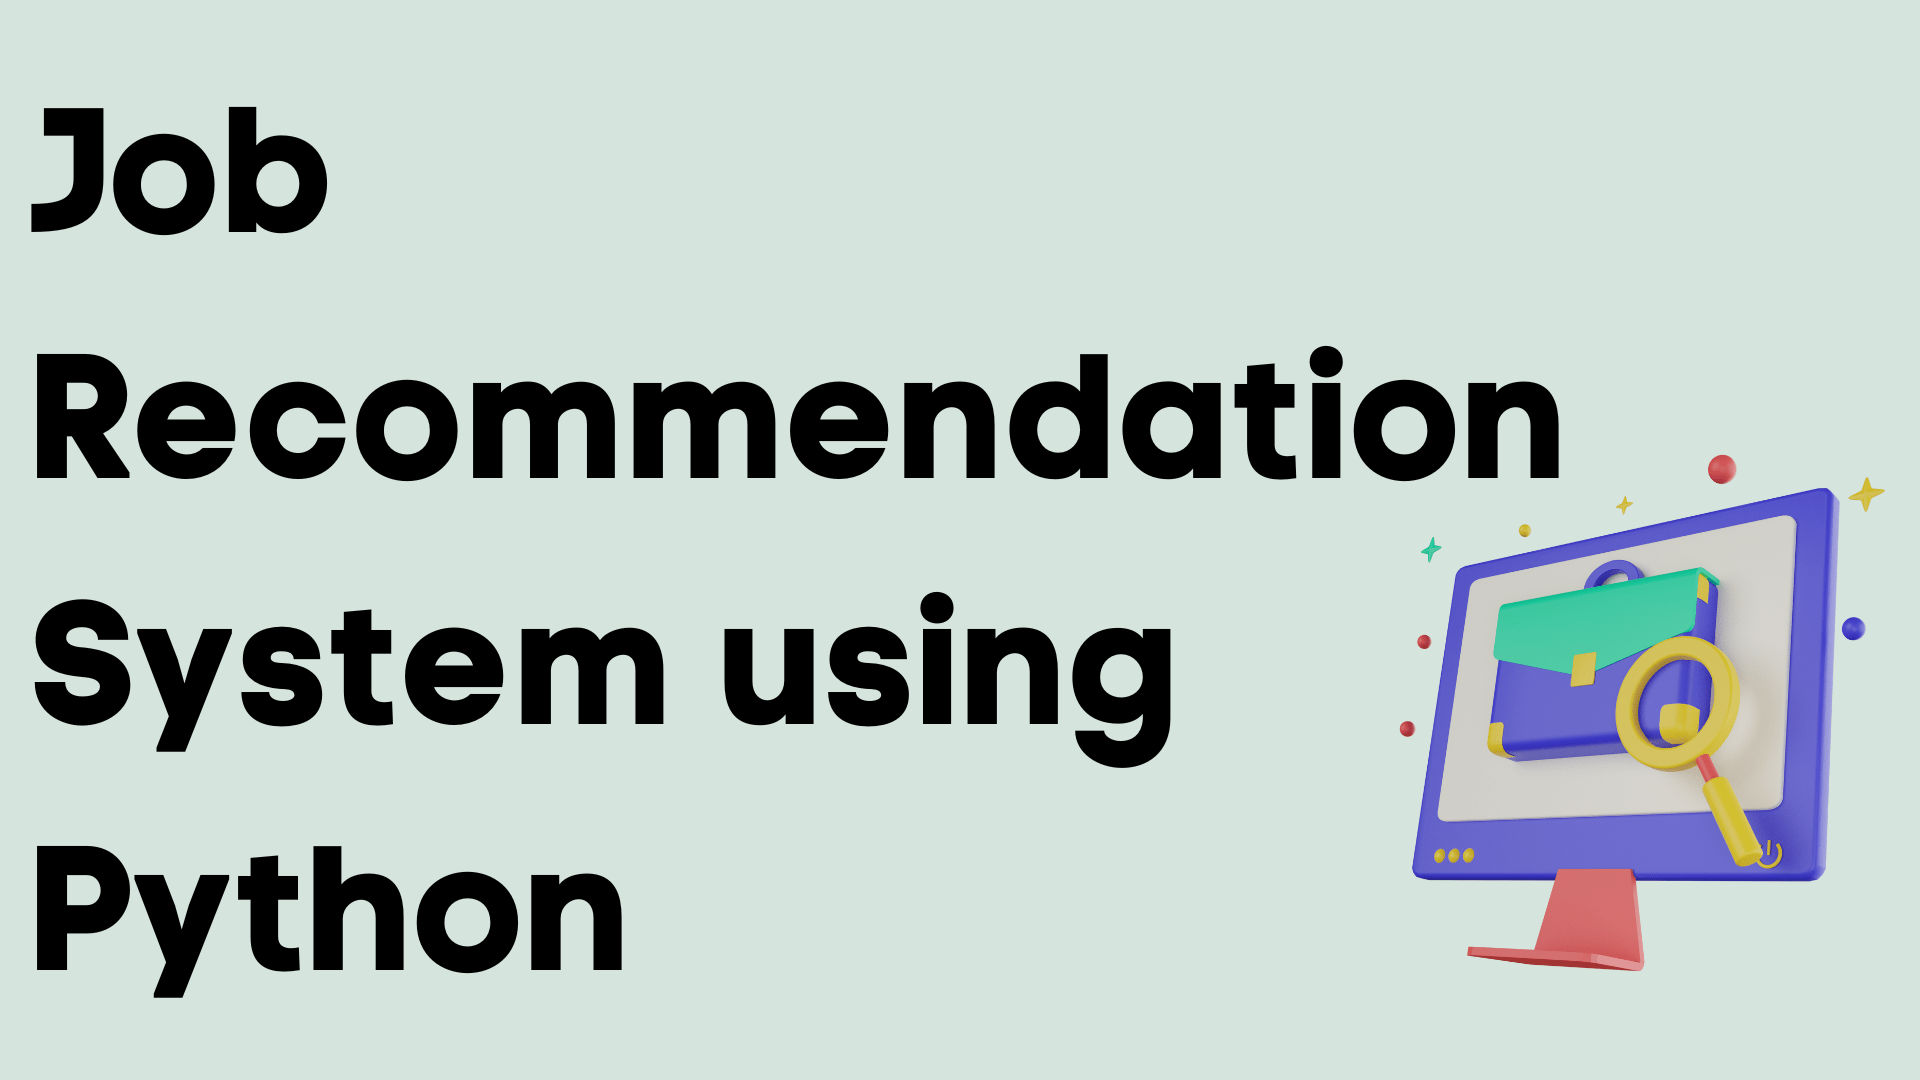 Job
Recommendation
System using
Python